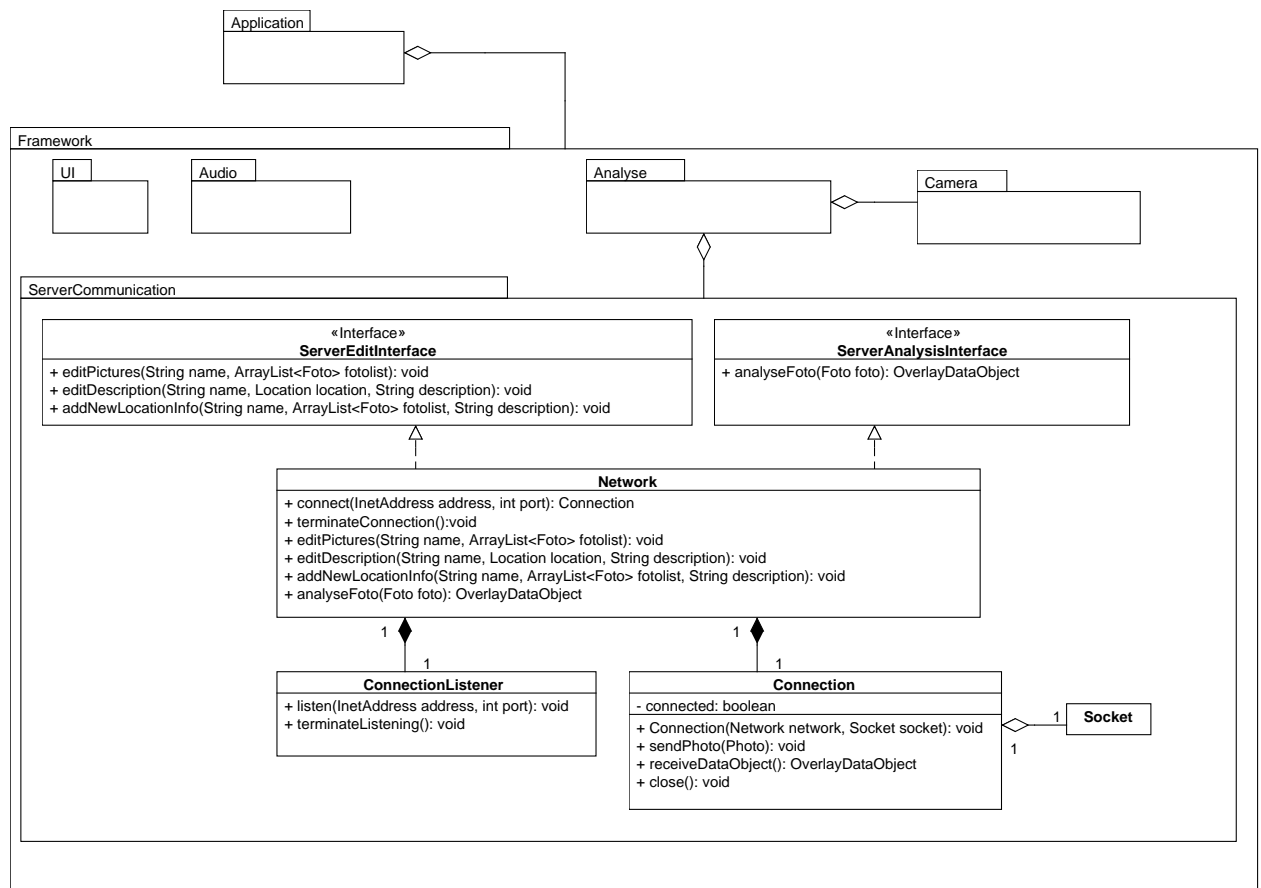 Application
Framework
UI
Audio
Analyse
Camera
ServerCommunication
«Interface»
ServerEditInterface
+ editPictures(String name, ArrayList<Foto> fotolist): void
+ editDescription(String name, Location location, String description): void
+ addNewLocationInfo(String name, ArrayList<Foto> fotolist, String description): void
«Interface»
ServerAnalysisInterface
+ analyseFoto(Foto foto): OverlayDataObject
Network
+ connect(InetAddress address, int port): Connection
+ terminateConnection():void
+ editPictures(String name, ArrayList<Foto> fotolist): void
+ editDescription(String name, Location location, String description): void
+ addNewLocationInfo(String name, ArrayList<Foto> fotolist, String description): void
+ analyseFoto(Foto foto): OverlayDataObject
1
1
1
1
ConnectionListener
+ listen(InetAddress address, int port): void
+ terminateListening(): void
Connection
- connected: boolean
+ Connection(Network network, Socket socket): void
+ sendPhoto(Photo): void
+ receiveDataObject(): OverlayDataObject
+ close(): void
1
1
Socket